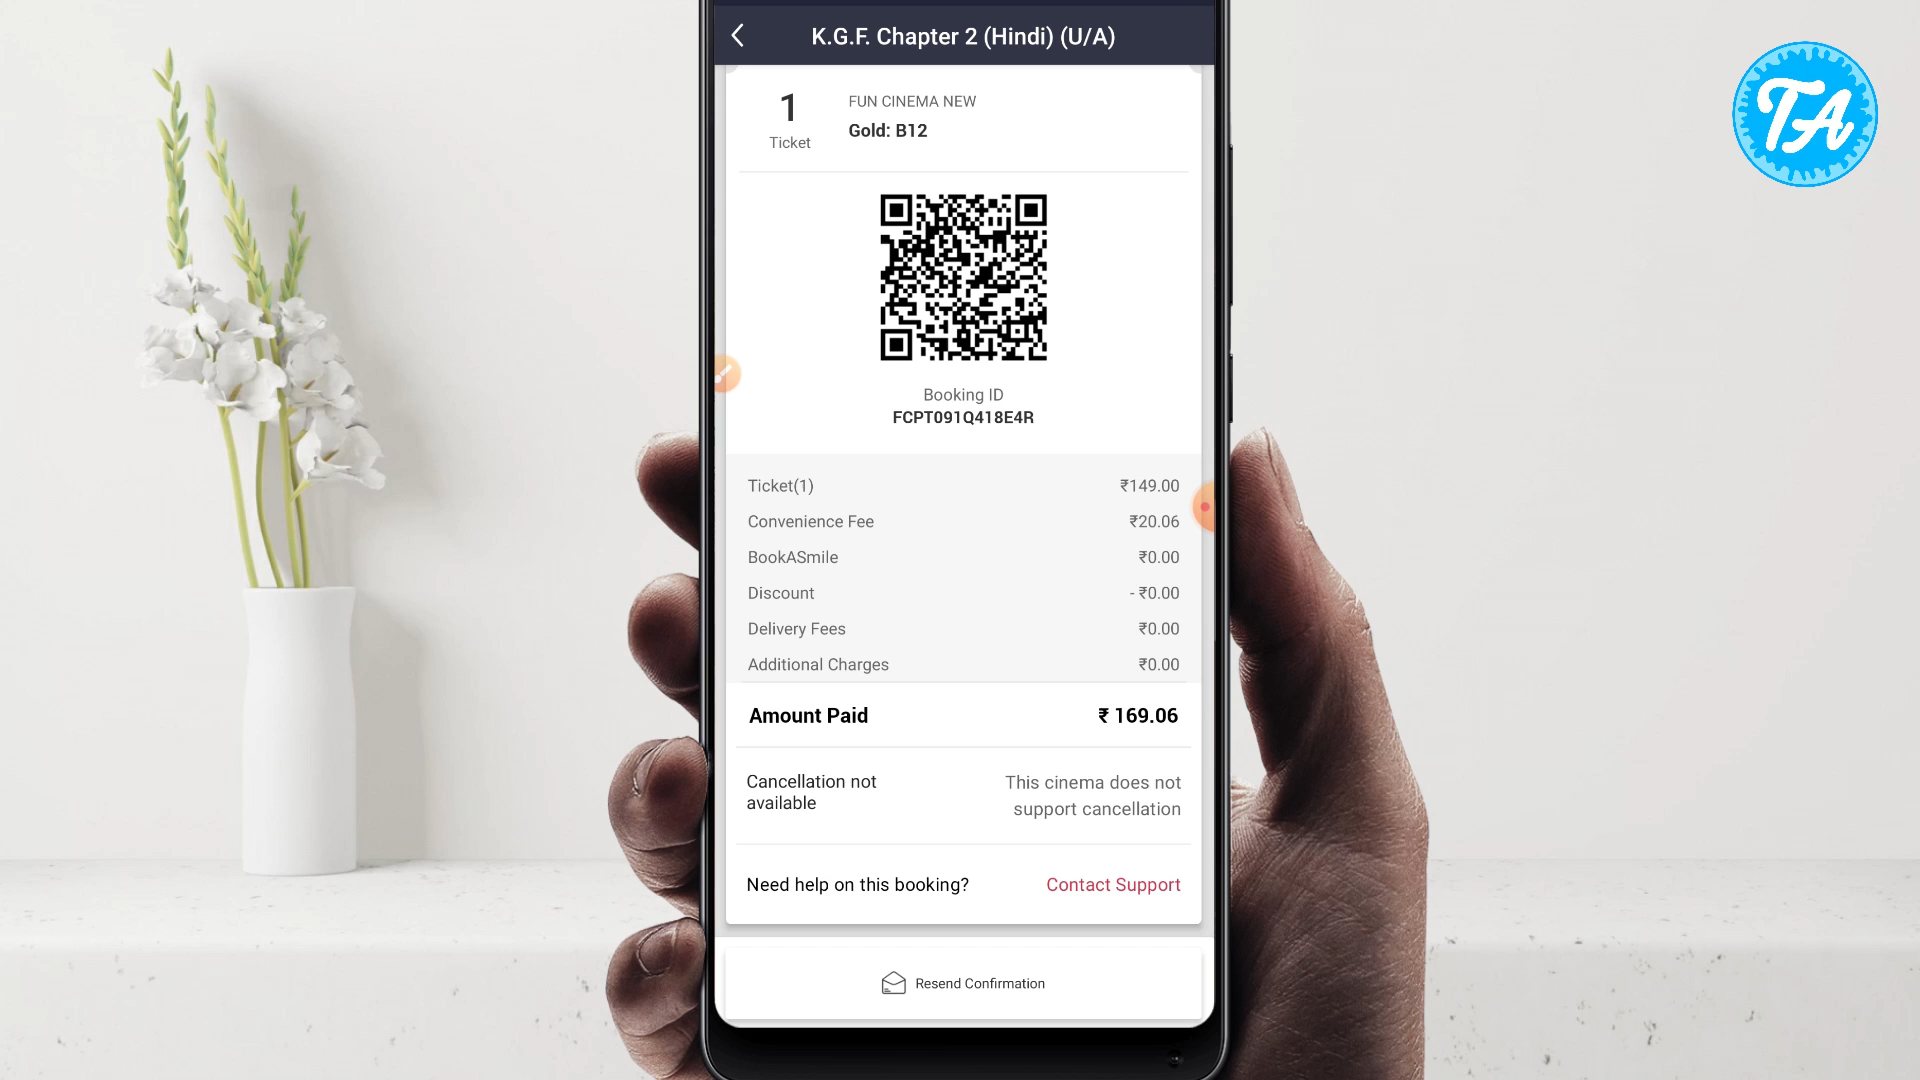 K.G.F. Chapter 2 (Hindi) (U/A)
TA
1
Ticket
FUN CINEMA NEW
Gold: B12
Booking ID
FCPT091Q418E4R
Ticket(1) ₹149.00
Convenience Fee ₹20.06
BookASmile ₹0.00
Discount - ₹0.00
Delivery Fees ₹0.00
Additional Charges ₹0.00
Amount Paid ₹ 169.06
Cancellation not
available
This cinema does not
support cancellation
Need help on this booking? Contact Support
Resend Confirmation